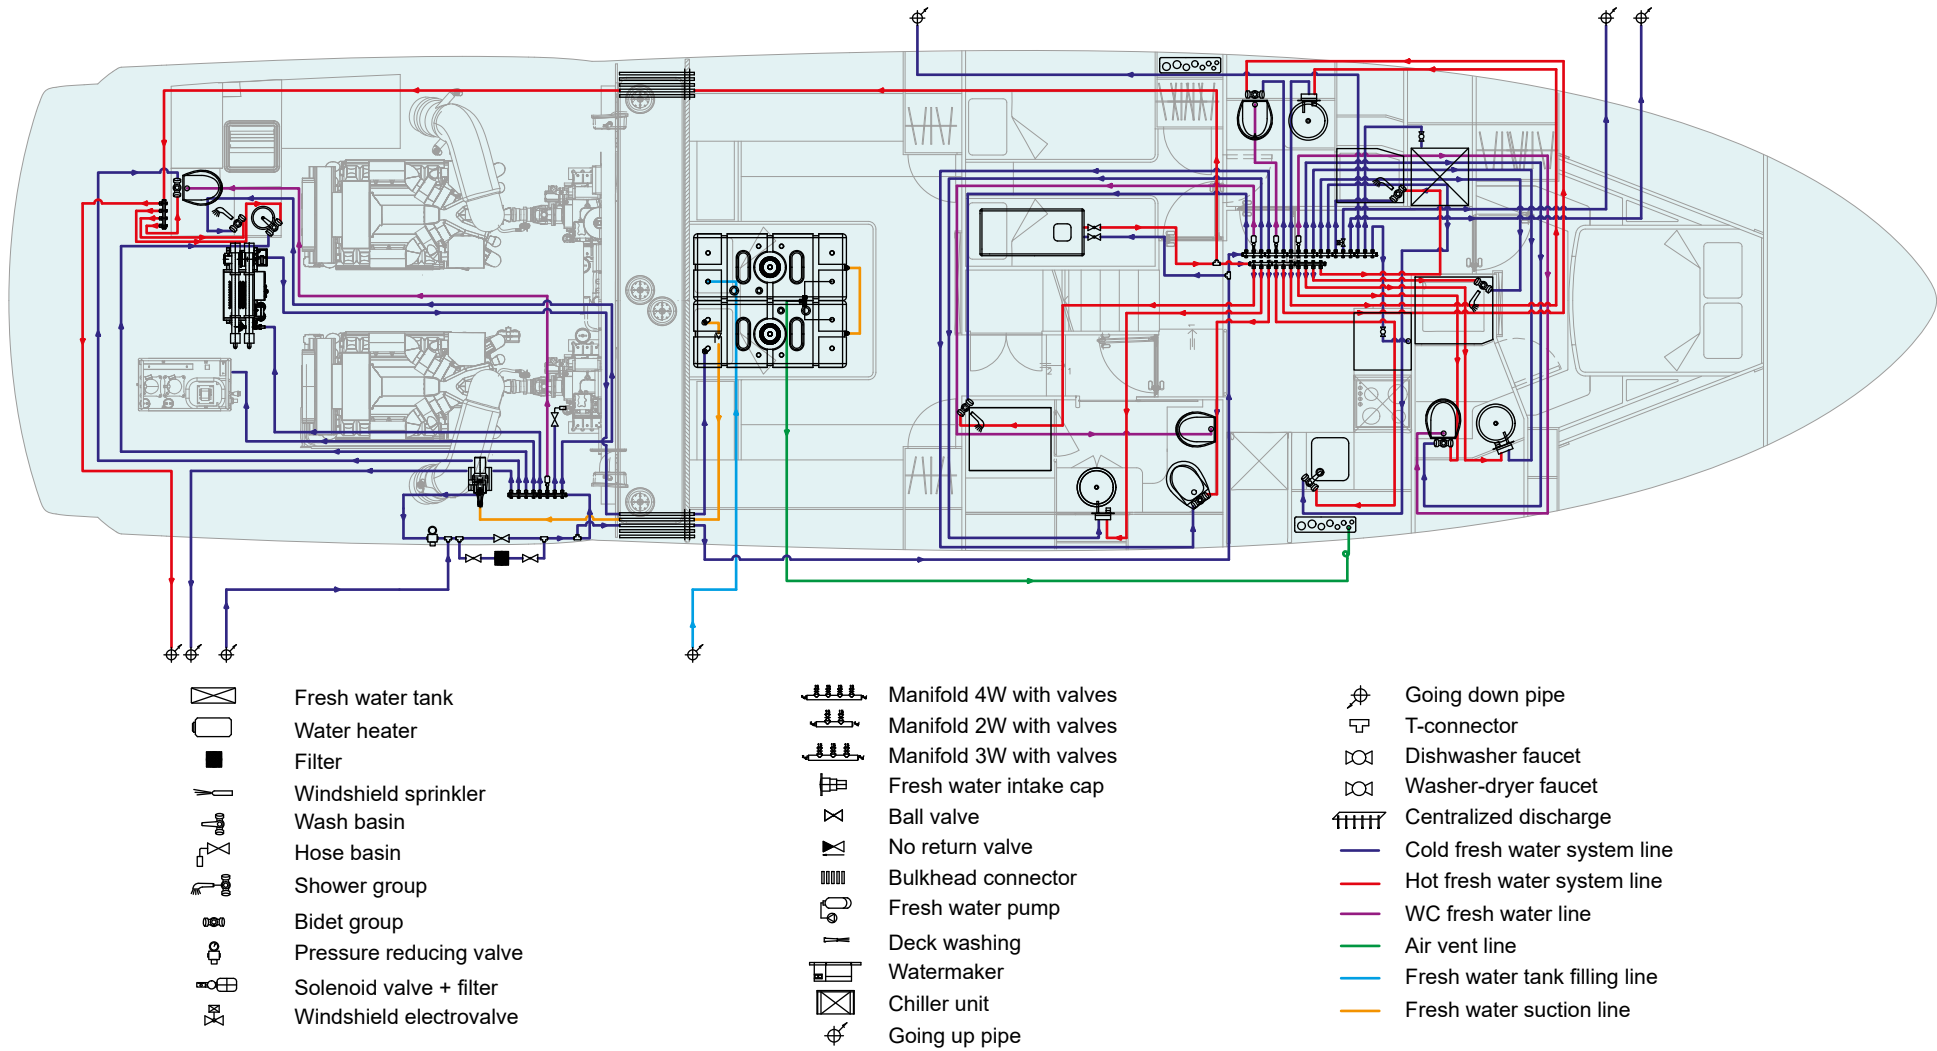 Fresh water tank
Water heater
Filter
Windshield sprinkler
Wash basin
Hose basin
Shower group
Bidet group
Pressure reducing valve
Solenoid valve + filter
Windshield electrovalve
Manifold 4W with valves
Manifold 2W with valves
Manifold 3W with valves
Fresh water intake cap
Ball valve
No return valve
Bulkhead connector
Fresh water pump
Deck washing
Watermaker
Chiller unit
Going up pipe
Going down pipe
T-connector
Dishwasher faucet
Washer-dryer faucet
Centralized discharge
Cold fresh water system line
Hot fresh water system line
WC fresh water line
Air vent line
Fresh water tank filling line
Fresh water suction line